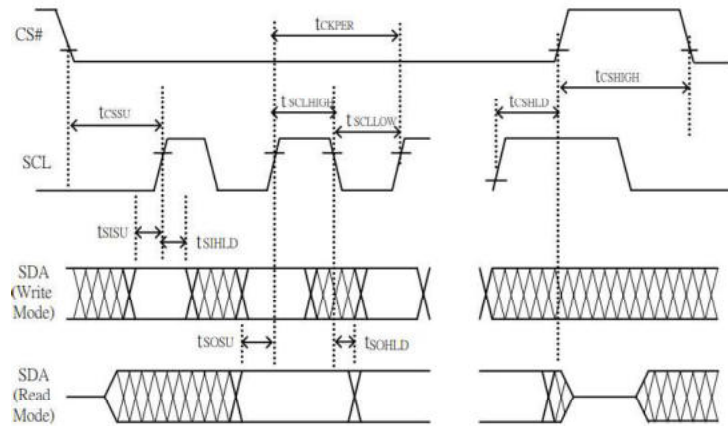 CS#
tCKPER
tCSHIGH
tCSSU
tSCLHIGH
tSCLLOW
tCSHLD
SCL
tSISU
tSIHLD
SDA
(Write
Mode)
tSOSU
tSOHLD
SDA
(Read
Mode)